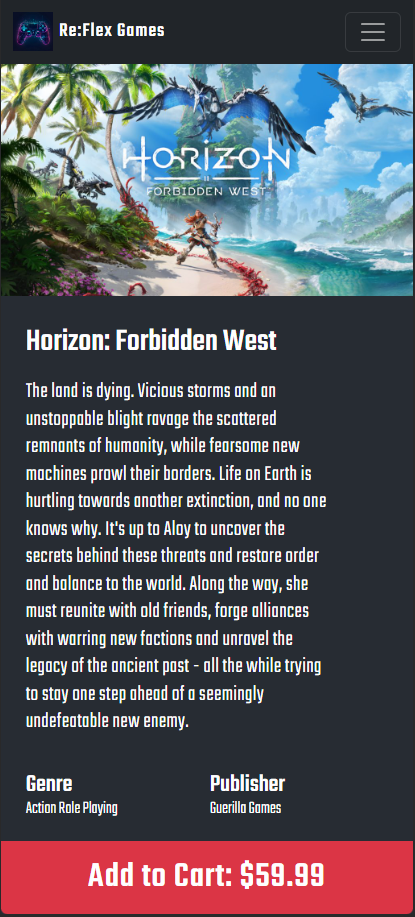 Re:Flex Games
HORIZON
FORBIDDEN WEST
Horizon: Forbidden West
The land is dying. Vicious storms and an
unstoppable blight ravage the scattered
remnants of humanity, while fearsome new
machines prowl their borders. Life on Earth is
hurtling towards another extinction, and no one
knows why. It's up to Aloy to uncover the
secrets behind these threats and restore order
and balance to the world. Along the way, she
must reunite with old friends, forge alliances
with warring new factions and unravel the
legacy of the ancient past - all the while trying
to stay one step ahead of a seemingly
undefeatable new enemy.
Genre
Action Role Playing
Publisher
Guerilla Games
Add to Cart: $59.99